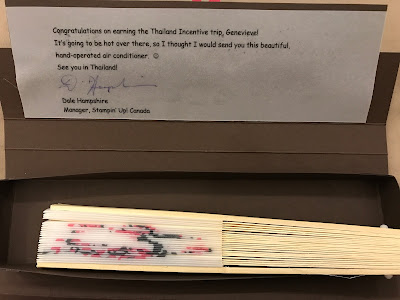 Congratulations on earning the Thailand Incentive trip, Genevieve!
It's going to be hot over there, so I thought I would send you this beautiful,
hand-operated air conditioner. ☺
See you in Thailand!
D. Hampshire
Dale Hampshire
Manager, Stampin' Up! Canada